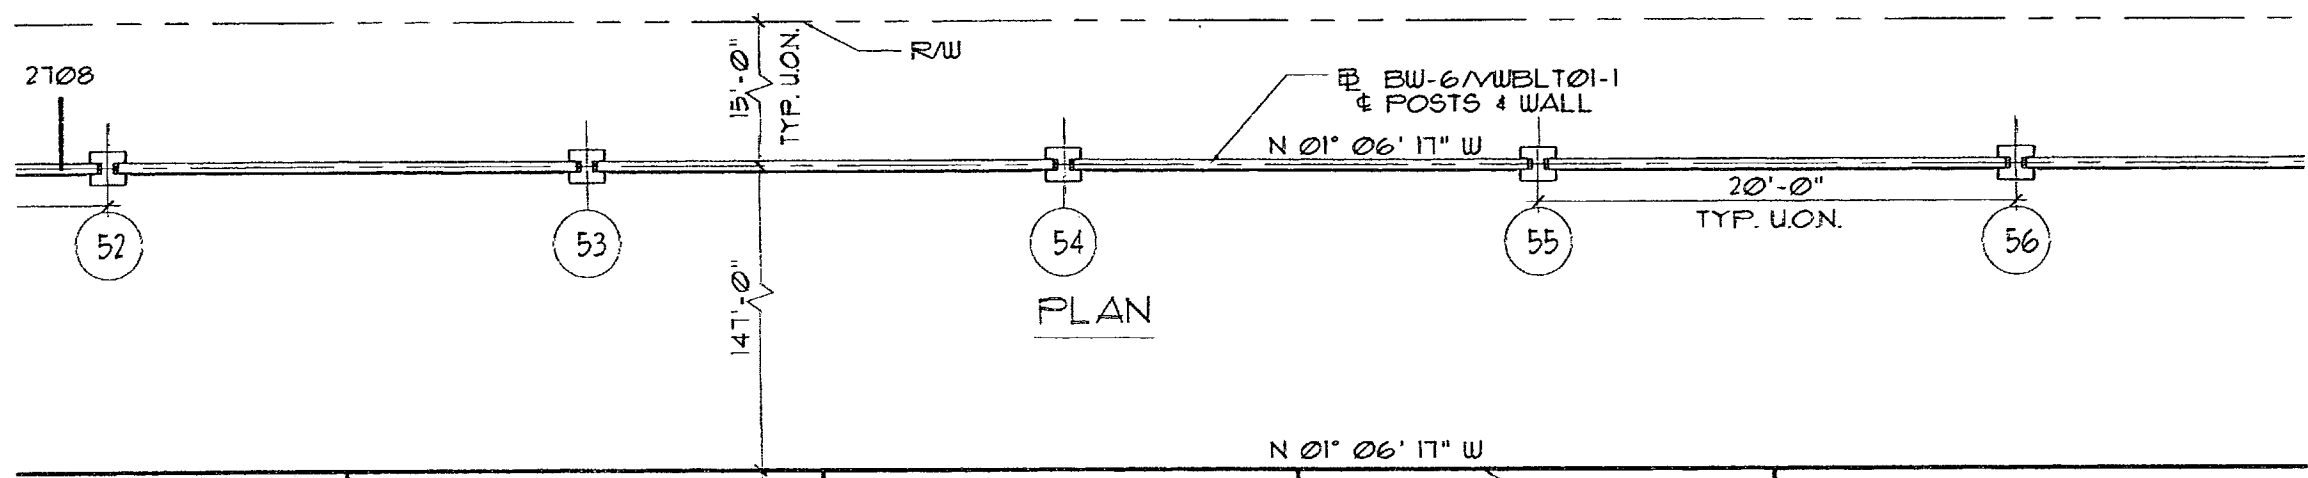 R/W
2708
15'-0"
TYP. U.O.N.
BW-6/WBLT01-1
℄ POSTS & WALL
N 01° 06' 17" W
20'-0"
TYP. U.O.N.
52
53
54
55
56
147'-0"
PLAN
N 01° 06' 17" W